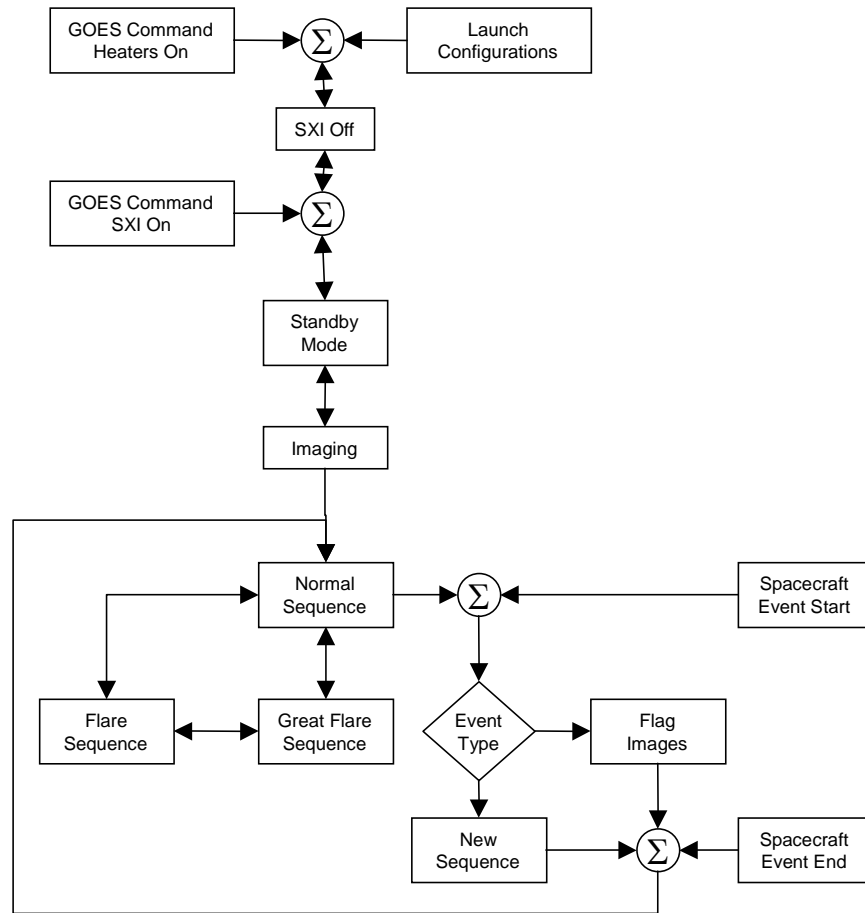 GOES Command
Heaters On
Σ
Launch
Configurations
SXI Off
GOES Command
SXI On
Σ
Standby
Mode
Imaging
Normal
Sequence
Σ
Spacecraft
Event Start
Flare
Sequence
Great Flare
Sequence
Event
Type
Flag
Images
New
Sequence
Σ
Spacecraft
Event End